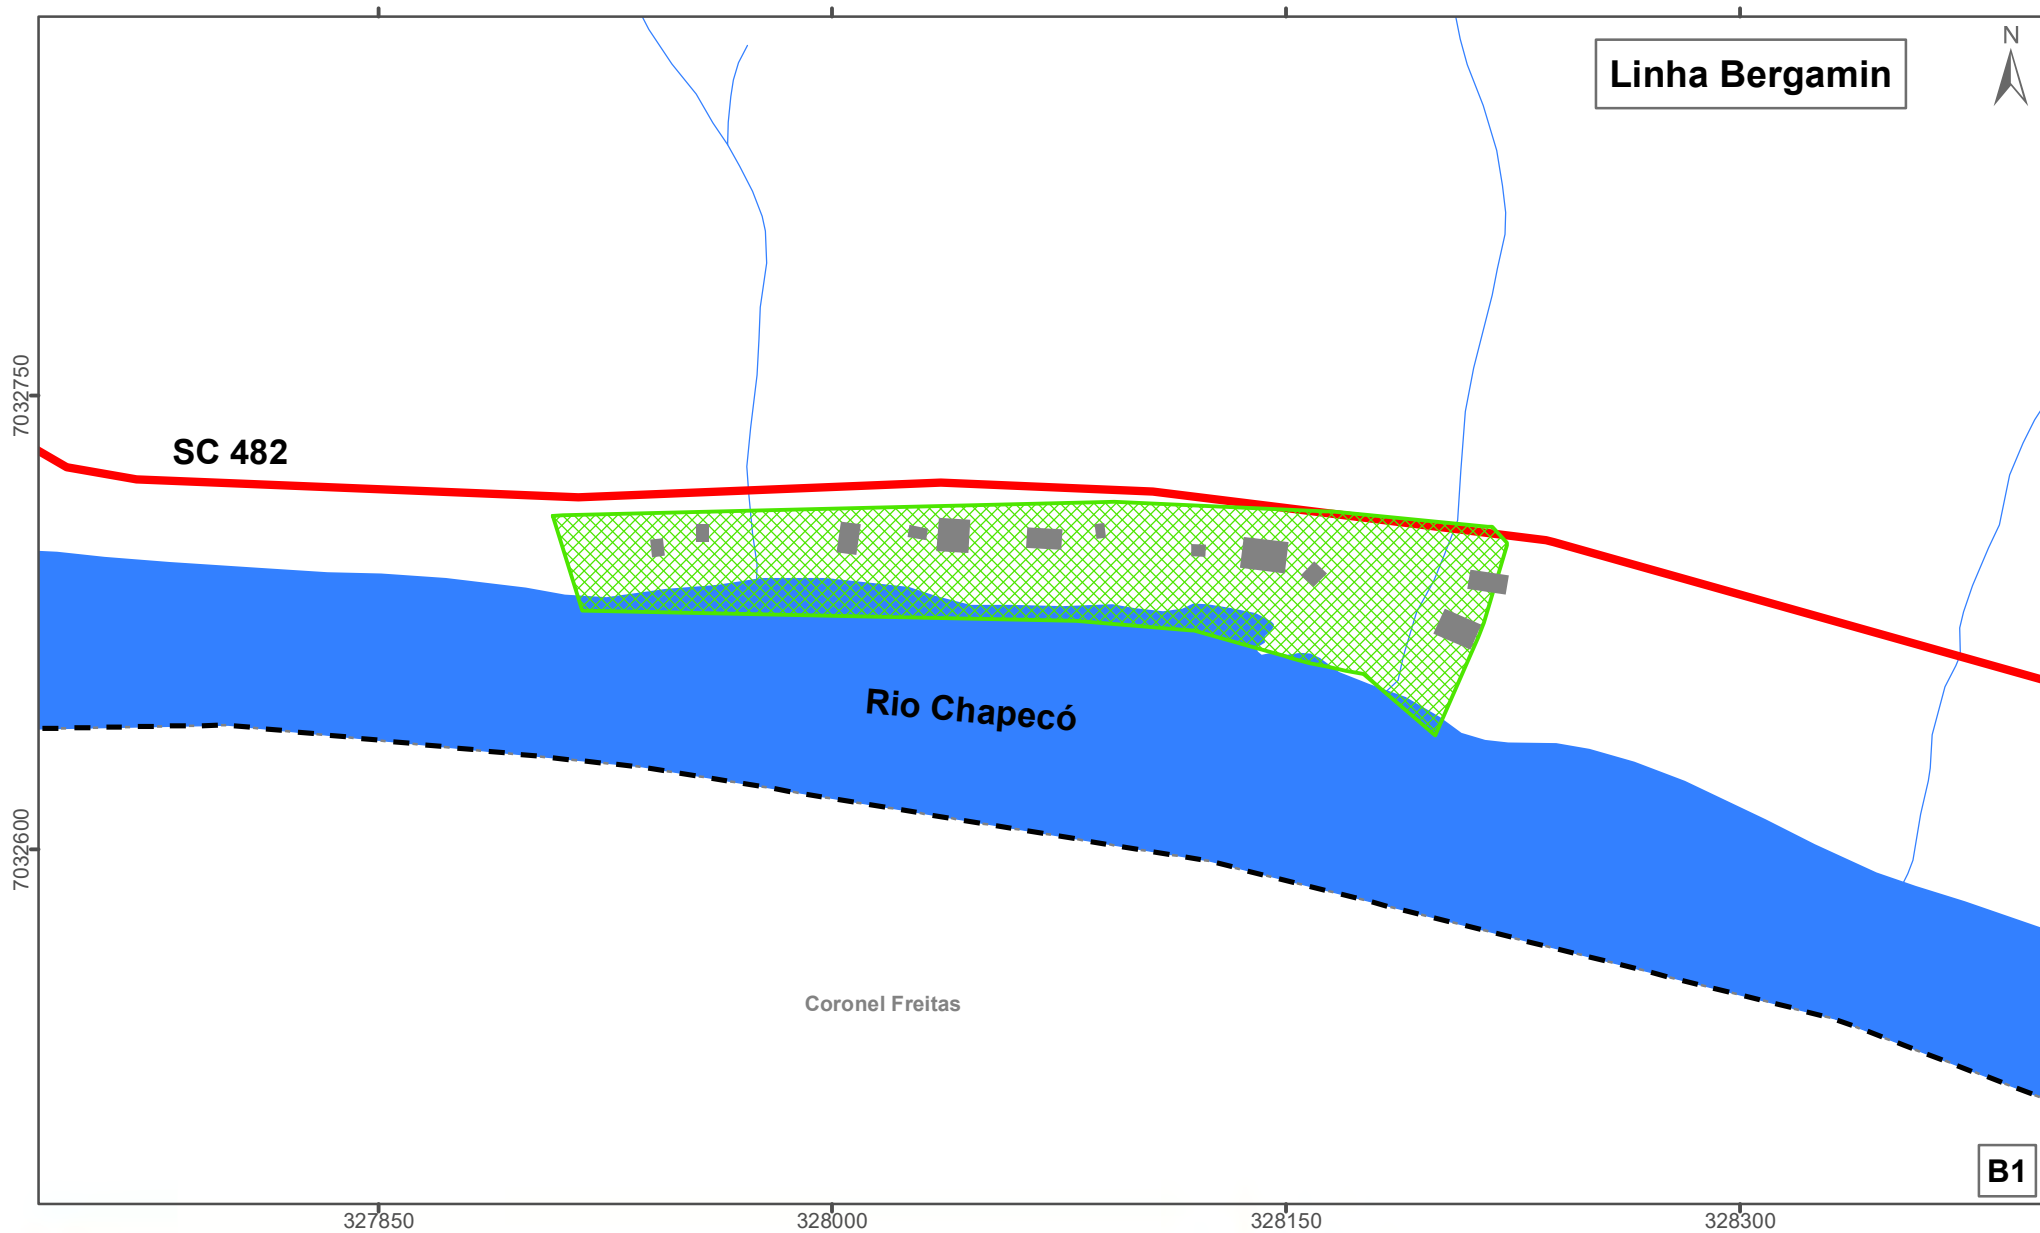 N
Linha Bergamin
7032750
SC 482
Rio Chapecó
7032600
Coronel Freitas
B1
327850
328000
328150
328300